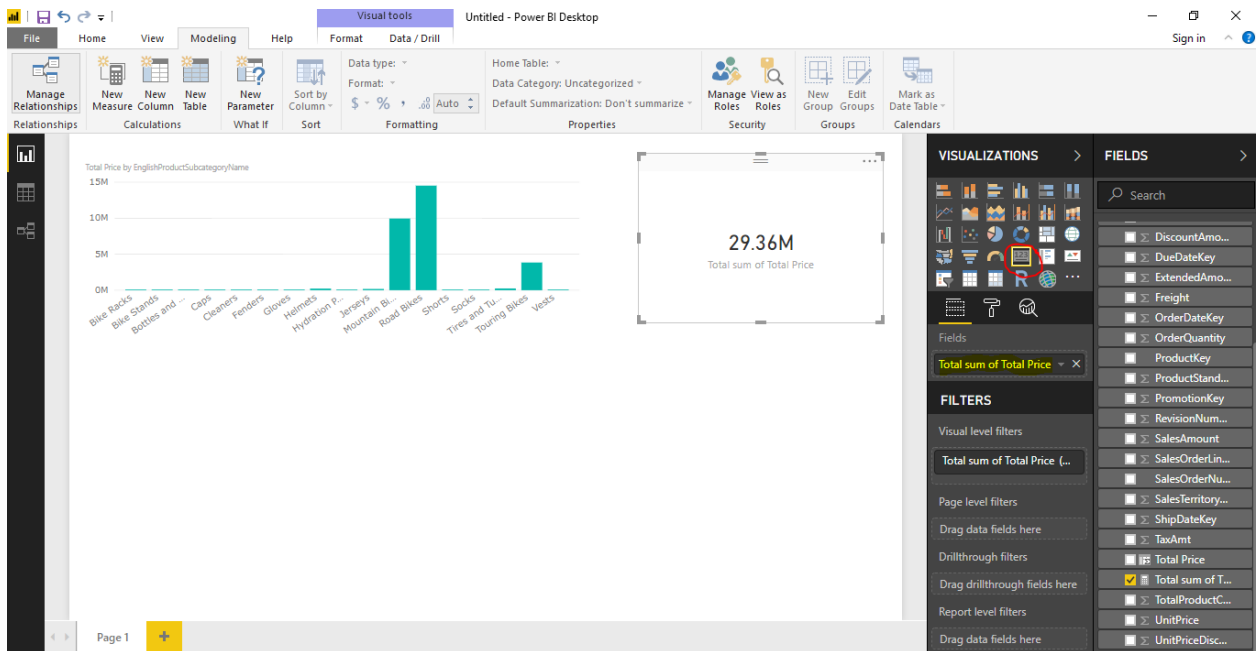 Visual tools
Untitled - Power BI Desktop
File Home View Modeling Help Format Data / Drill Sign in
Manage Relationships
New Measure
New Column
New Table
New Parameter
Sort by Column
Data type:
Format:
$ % , .00 Auto
Home Table:
Data Category: Uncategorized
Default Summarization: Don't summarize
Manage Roles
View as Roles
New Group
Edit Groups
Mark as Date Table
Relationships Calculations What If Sort Formatting Properties Security Groups Calendars
Total Price by EnglishProductSubcategoryName
15M
10M
5M
0M
Bike Racks
Bike Stands
Bottles and ...
Caps
Cleaners
Fenders
Gloves
Helmets
Hydration P...
Jerseys
Mountain Bi...
Road Bikes
Shorts
Socks
Tires and Tu...
Touring Bikes
Vests
29.36M
Total sum of Total Price
VISUALIZATIONS
R
Fields
Total sum of Total Price
FILTERS
Visual level filters
Total sum of Total Price (...
Page level filters
Drag data fields here
Drillthrough filters
Drag drillthrough fields here
Report level filters
Drag data fields here
FIELDS
Search
DiscountAmo...
DueDateKey
ExtendedAmo...
Freight
OrderDateKey
OrderQuantity
ProductKey
ProductStand...
PromotionKey
RevisionNum...
SalesAmount
SalesOrderLin...
SalesOrderNu...
SalesTerritory...
ShipDateKey
TaxAmt
Total Price
Total sum of T...
TotalProductC...
UnitPrice
UnitPriceDisc...
Page 1